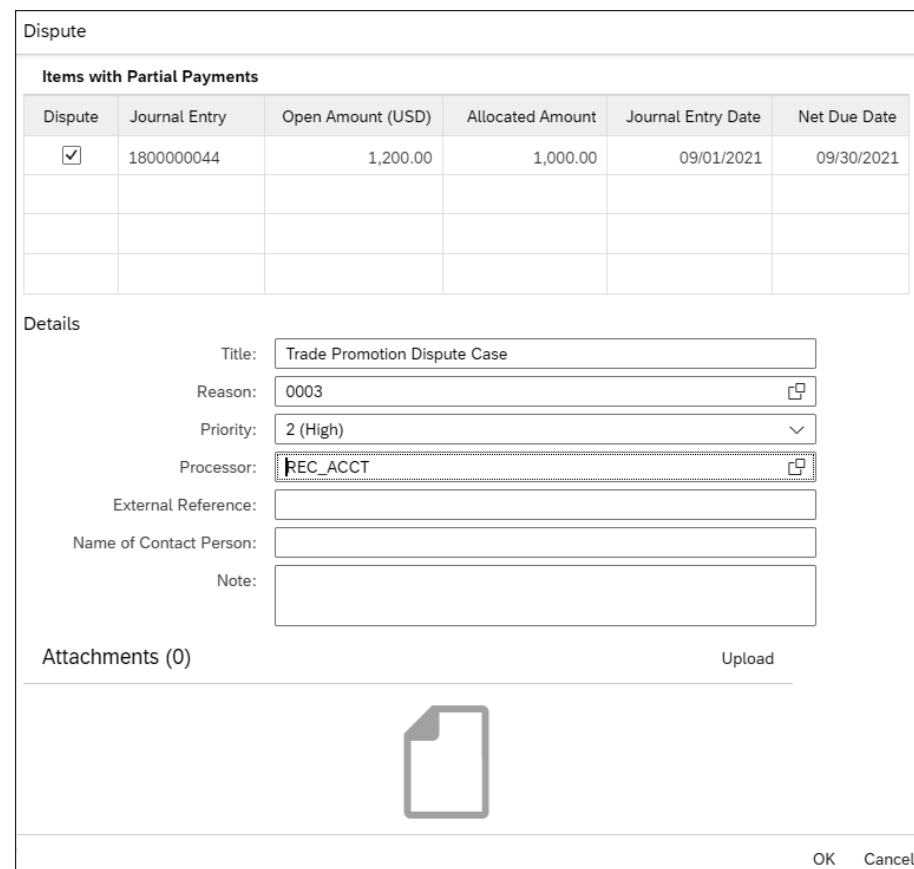 Dispute
Items with Partial Payments
Dispute Journal Entry Open Amount (USD) Allocated Amount Journal Entry Date Net Due Date
1800000044 1,200.00 1,000.00 09/01/2021 09/30/2021
Details
Title: Trade Promotion Dispute Case
Reason: 0003
Priority: 2 (High)
Processor: REC_ACCT
External Reference:
Name of Contact Person:
Note:
Attachments (0) Upload
OK Cancel